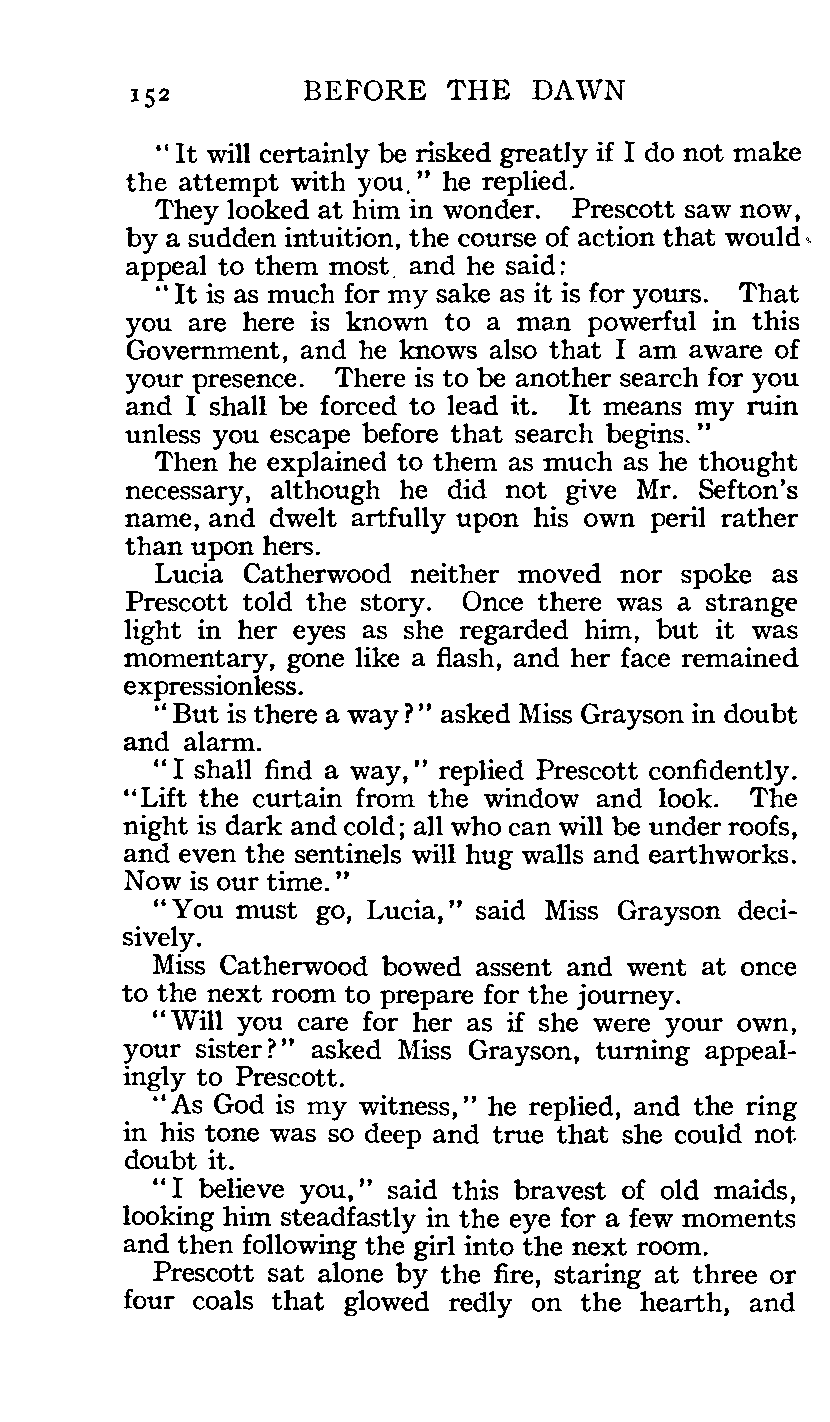 152 BEFORE THE DAWN
"It will certainly be risked greatly if I do not make
the attempt with you." he replied.
They looked at him in wonder. Prescott saw now,
by a sudden intuition, the course of action that would
appeal to them most. and he said:
"It is as much for my sake as it is for yours. That
you are here is known to a man powerful in this
Government, and he knows also that I am aware of
your presence. There is to be another search for you
and I shall be forced to lead it. It means my ruin
unless you escape before that search begins."
Then he explained to them as much as he thought
necessary, although he did not give Mr. Sefton's
name, and dwelt artfully upon his own peril rather
than upon hers.
Lucia Catherwood neither moved nor spoke as
Prescott told the story. Once there was a strange
light in her eyes as she regarded him, but it was
momentary, gone like a flash, and her face remained
expressionless.
"But is there a way?" asked Miss Grayson in doubt
and alarm.
"I shall find a way," replied Prescott confidently.
"Lift the curtain from the window and look. The
night is dark and cold; all who can will be under roofs,
and even the sentinels will hug walls and earthworks.
Now is our time."
"You must go, Lucia," said Miss Grayson deci-
sively.
Miss Catherwood bowed assent and went at once
to the next room to prepare for the journey.
"Will you care for her as if she were your own,
your sister?" asked Miss Grayson, turning appeal-
ingly to Prescott.
"As God is my witness," he replied, and the ring
in his tone was so deep and true that she could not
doubt it.
"I believe you," said this bravest of old maids,
looking him steadfastly in the eye for a few moments
and then following the girl into the next room.
Prescott sat alone by the fire, staring at three or
four coals that glowed redly on the hearth, and